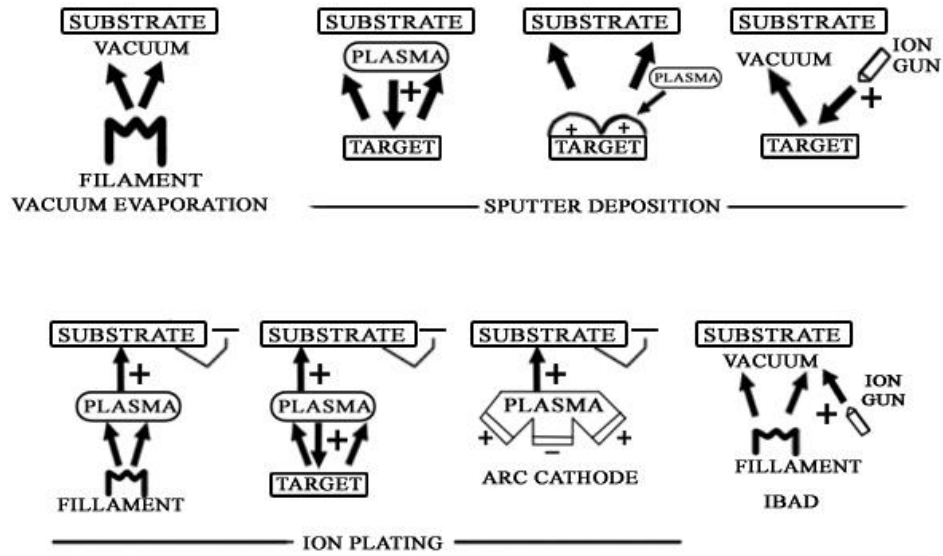 SUBSTRATE
VACUUM
FILAMENT
VACUUM EVAPORATION
SUBSTRATE
PLASMA
+
TARGET
SUBSTRATE
PLASMA
+ +
TARGET
SUBSTRATE
VACUUM
ION
GUN
+
TARGET
SPUTTER DEPOSITION
SUBSTRATE
+
PLASMA
FILLAMENT
SUBSTRATE
+
PLASMA
+
TARGET
SUBSTRATE
+
PLASMA
+ − +
ARC CATHODE
ION PLATING
SUBSTRATE
VACUUM
ION
GUN
+
FILLAMENT
IBAD